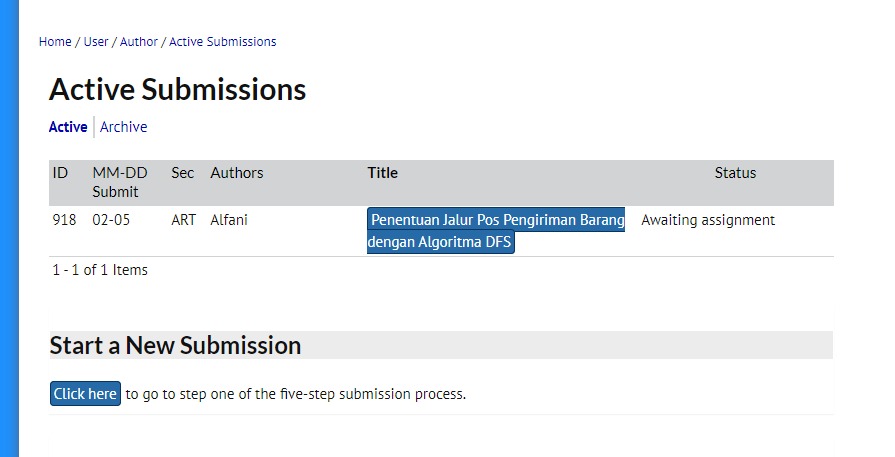 Home / User / Author / Active Submissions
Active Submissions
Active | Archive
ID MM-DD Submit Sec Authors Title Status
918 02-05 ART Alfani Penentuan Jalur Pos Pengiriman Barang dengan Algoritma DFS Awaiting assignment
1 - 1 of 1 Items
Start a New Submission
Click here to go to step one of the five-step submission process.